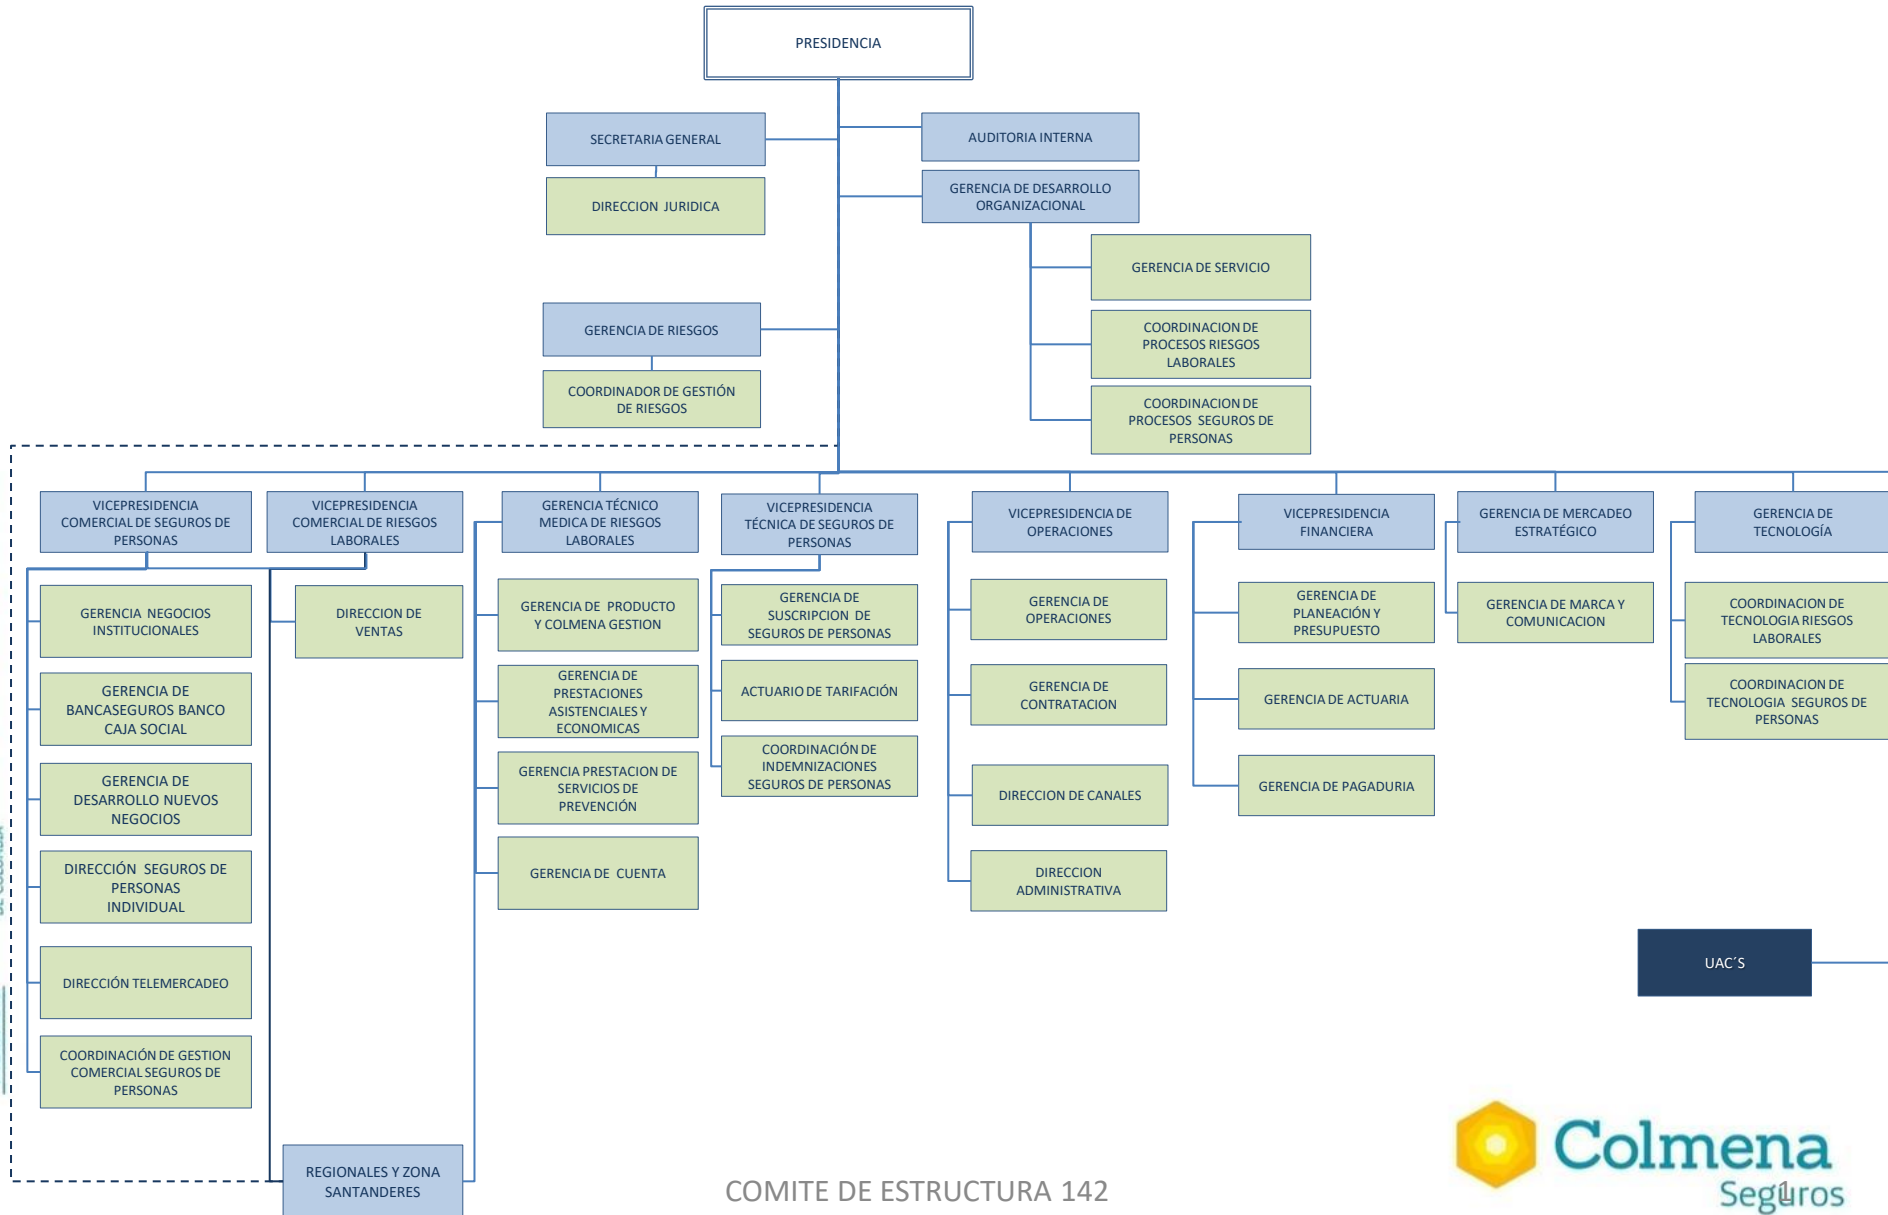 PRESIDENCIA
SECRETARIA GENERAL
AUDITORIA INTERNA
DIRECCION JURIDICA
GERENCIA DE DESARROLLO
ORGANIZACIONAL
GERENCIA DE SERVICIO
GERENCIA DE RIESGOS
COORDINACION DE
PROCESOS RIESGOS
LABORALES
COORDINADOR DE GESTIÓN
DE RIESGOS
COORDINACION DE
PROCESOS SEGUROS DE
PERSONAS
VICEPRESIDENCIA
COMERCIAL DE SEGUROS DE
PERSONAS
VICEPRESIDENCIA
COMERCIAL DE RIESGOS
LABORALES
GERENCIA TÉCNICO
MEDICA DE RIESGOS
LABORALES
VICEPRESIDENCIA
TÉCNICA DE SEGUROS DE
PERSONAS
VICEPRESIDENCIA DE
OPERACIONES
VICEPRESIDENCIA
FINANCIERA
GERENCIA DE MERCADEO
ESTRATÉGICO
GERENCIA DE
TECNOLOGÍA
GERENCIA NEGOCIOS
INSTITUCIONALES
DIRECCION DE
VENTAS
GERENCIA DE PRODUCTO
Y COLMENA GESTION
GERENCIA DE
SUSCRIPCION DE
SEGUROS DE PERSONAS
GERENCIA DE
OPERACIONES
GERENCIA DE
PLANEACIÓN Y
PRESUPUESTO
GERENCIA DE MARCA Y
COMUNICACION
COORDINACION DE
TECNOLOGIA RIESGOS
LABORALES
GERENCIA DE
BANCASEGUROS BANCO
CAJA SOCIAL
GERENCIA DE
PRESTACIONES
ASISTENCIALES Y
ECONOMICAS
ACTUARIO DE TARIFACIÓN
GERENCIA DE
CONTRATACION
GERENCIA DE ACTUARIA
COORDINACION DE
TECNOLOGIA SEGUROS DE
PERSONAS
GERENCIA DE
DESARROLLO NUEVOS
NEGOCIOS
GERENCIA PRESTACION DE
SERVICIOS DE
PREVENCIÓN
COORDINACIÓN DE
INDEMNIZACIONES
SEGUROS DE PERSONAS
DIRECCION DE CANALES
GERENCIA DE PAGADURIA
DIRECCIÓN SEGUROS DE
PERSONAS
INDIVIDUAL
GERENCIA DE CUENTA
DIRECCION
ADMINISTRATIVA
DIRECCIÓN TELEMERCADEO
UAC´S
COORDINACIÓN DE GESTION
COMERCIAL SEGUROS DE
PERSONAS
REGIONALES Y ZONA
SANTANDERES
COMITE DE ESTRUCTURA 142
Colmena
Seguros
1